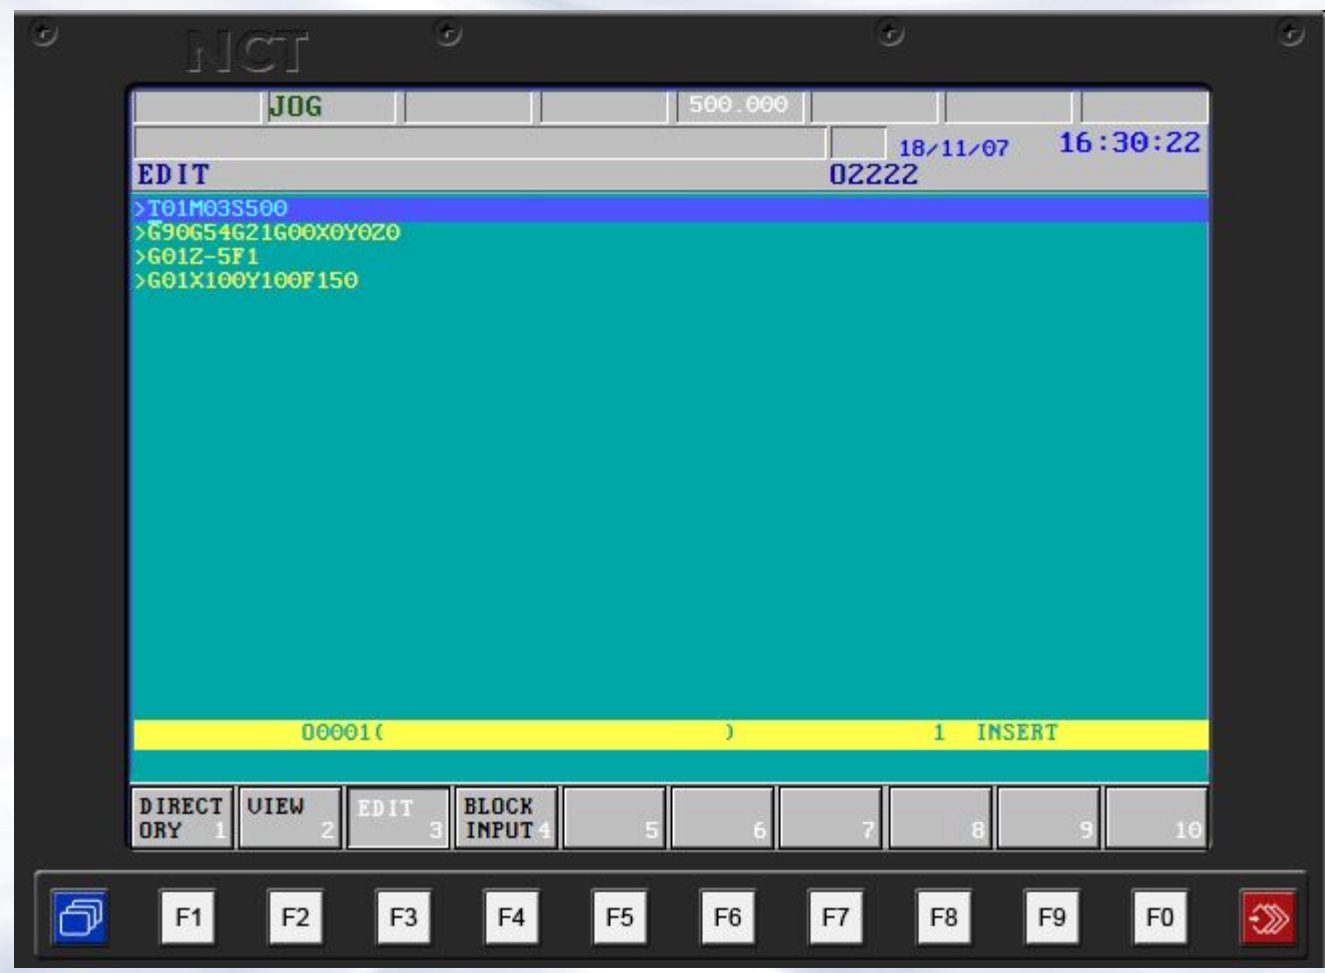 NCT
JOG 500.000
18/11/07 16:30:22
EDIT O2222
>T01M03S500
>G90G54G21G00X0Y0Z0
>G01Z-5F1
>G01X100Y100F150
O0001( ) 1 INSERT
DIRECT VIEW EDIT BLOCK
ORY 1 2 3 INPUT 4 5 6 7 8 9 10
F1 F2 F3 F4 F5 F6 F7 F8 F9 F0